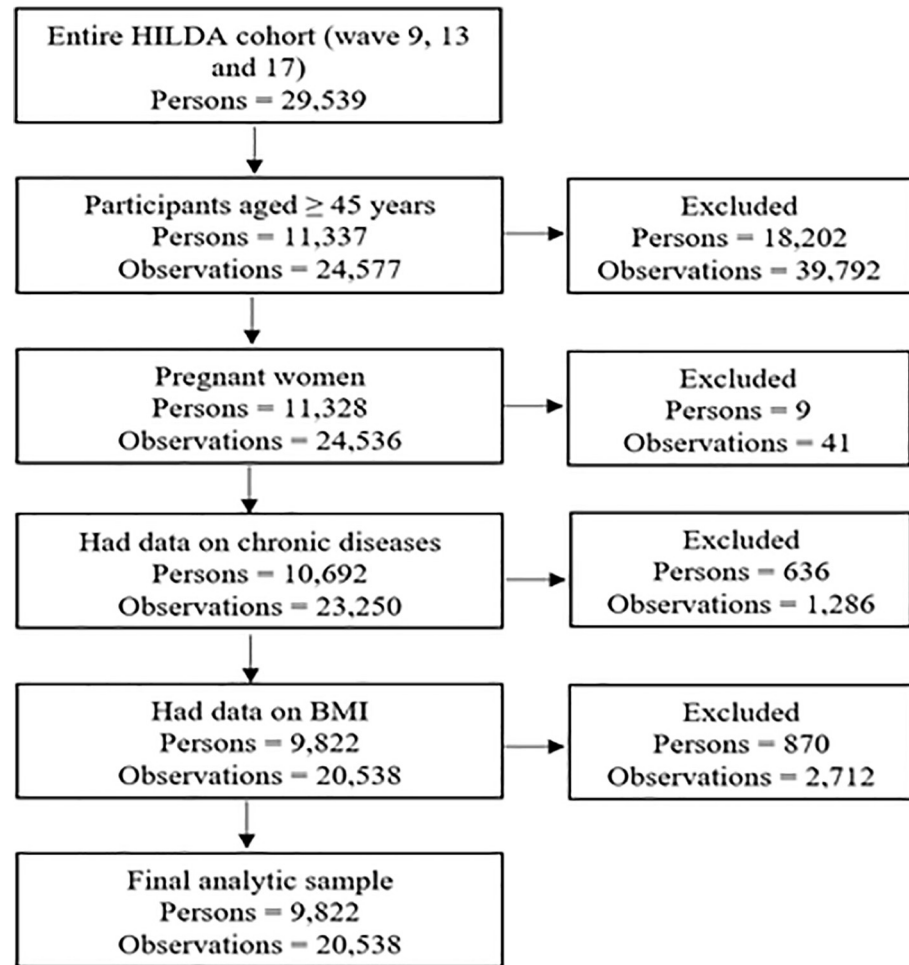 Entire HILDA cohort (wave 9, 13
and 17)
Persons = 29,539
Participants aged ≥ 45 years
Persons = 11,337
Observations = 24,577
Excluded
Persons = 18,202
Observations = 39,792
Pregnant women
Persons = 11,328
Observations = 24,536
Excluded
Persons = 9
Observations = 41
Had data on chronic diseases
Persons = 10,692
Observations = 23,250
Excluded
Persons = 636
Observations = 1,286
Had data on BMI
Persons = 9,822
Observations = 20,538
Excluded
Persons = 870
Observations = 2,712
Final analytic sample
Persons = 9,822
Observations = 20,538